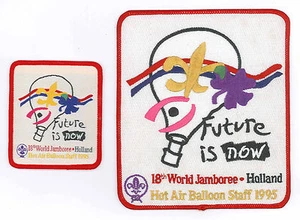 Future
is now
18th World Jamboree • Holland
Hot Air Balloon Staff 1995
Future
is now
18th World Jamboree • Holland
Hot Air Balloon Staff 1995